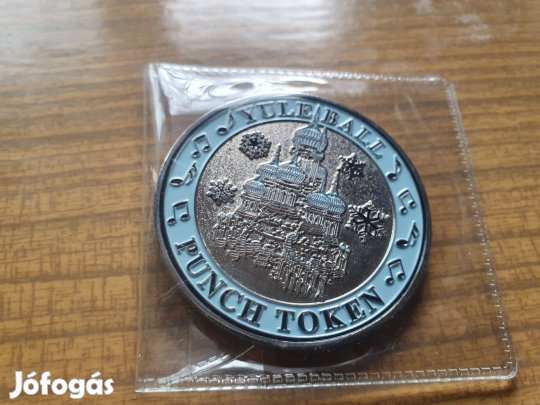 YULE BALL
PUNCH TOKEN
Jófogás